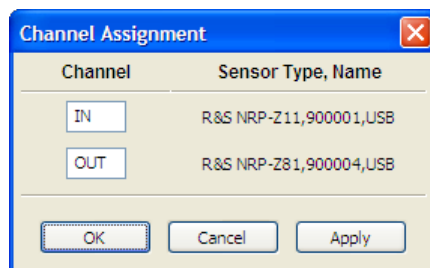 Channel Assignment
Channel Sensor Type, Name
IN R&S NRP-Z11,900001,USB
OUT R&S NRP-Z81,900004,USB
OK Cancel Apply